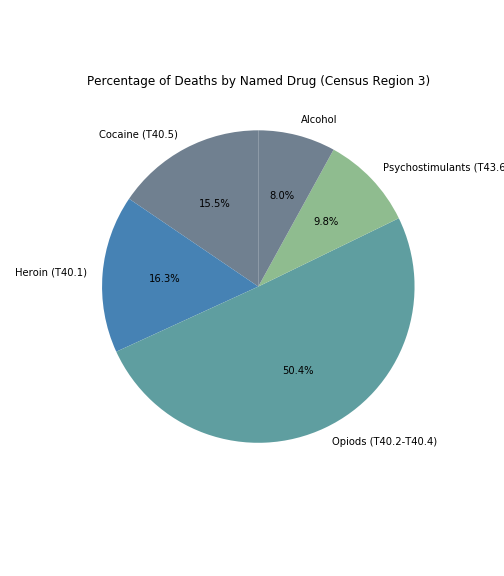 Percentage of Deaths by Named Drug (Census Region 3)
Alcohol
Cocaine (T40.5)
Psychostimulants (T43.6
8.0%
15.5%
9.8%
Heroin (T40.1)
16.3%
50.4%
Opiods (T40.2-T40.4)